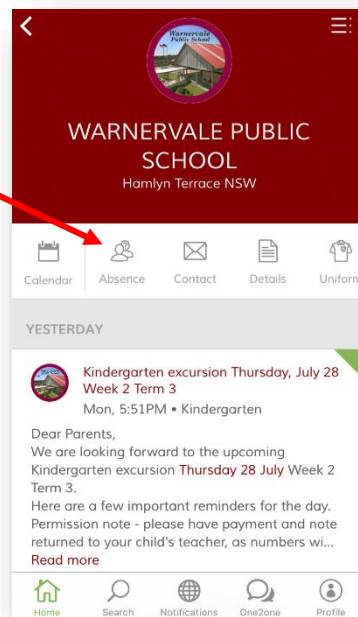 Warnervale
Public School
WARNERVALE PUBLIC
SCHOOL
Hamlyn Terrace NSW
Calendar Absence Contact Details Uniform
YESTERDAY
Kindergarten excursion Thursday, July 28
Week 2 Term 3
Mon, 5:51PM • Kindergarten
Dear Parents,
We are looking forward to the upcoming
Kindergarten excursion Thursday 28 July Week 2
Term 3.
Here are a few important reminders for the day.
Permission note - please have payment and note
returned to your child's teacher, as numbers wi...
Read more
Home Search Notifications One2one Profile